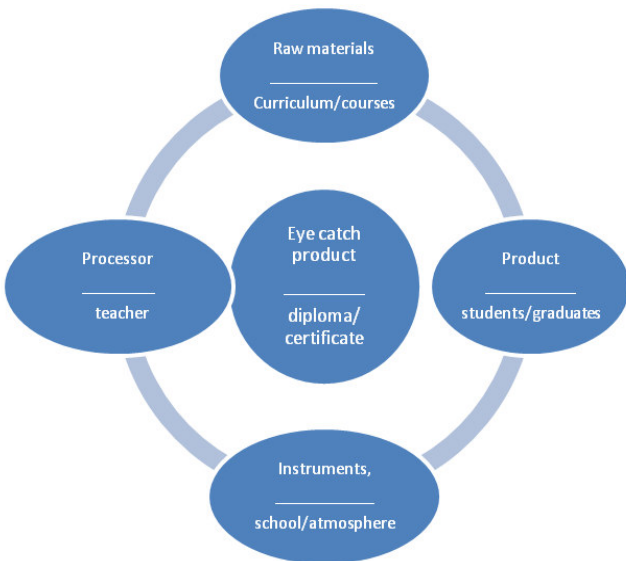 Raw materials
Curriculum/courses
Eye catch
product
diploma/
certificate
Processor
teacher
Product
students/graduates
Instruments,
school/atmosphere